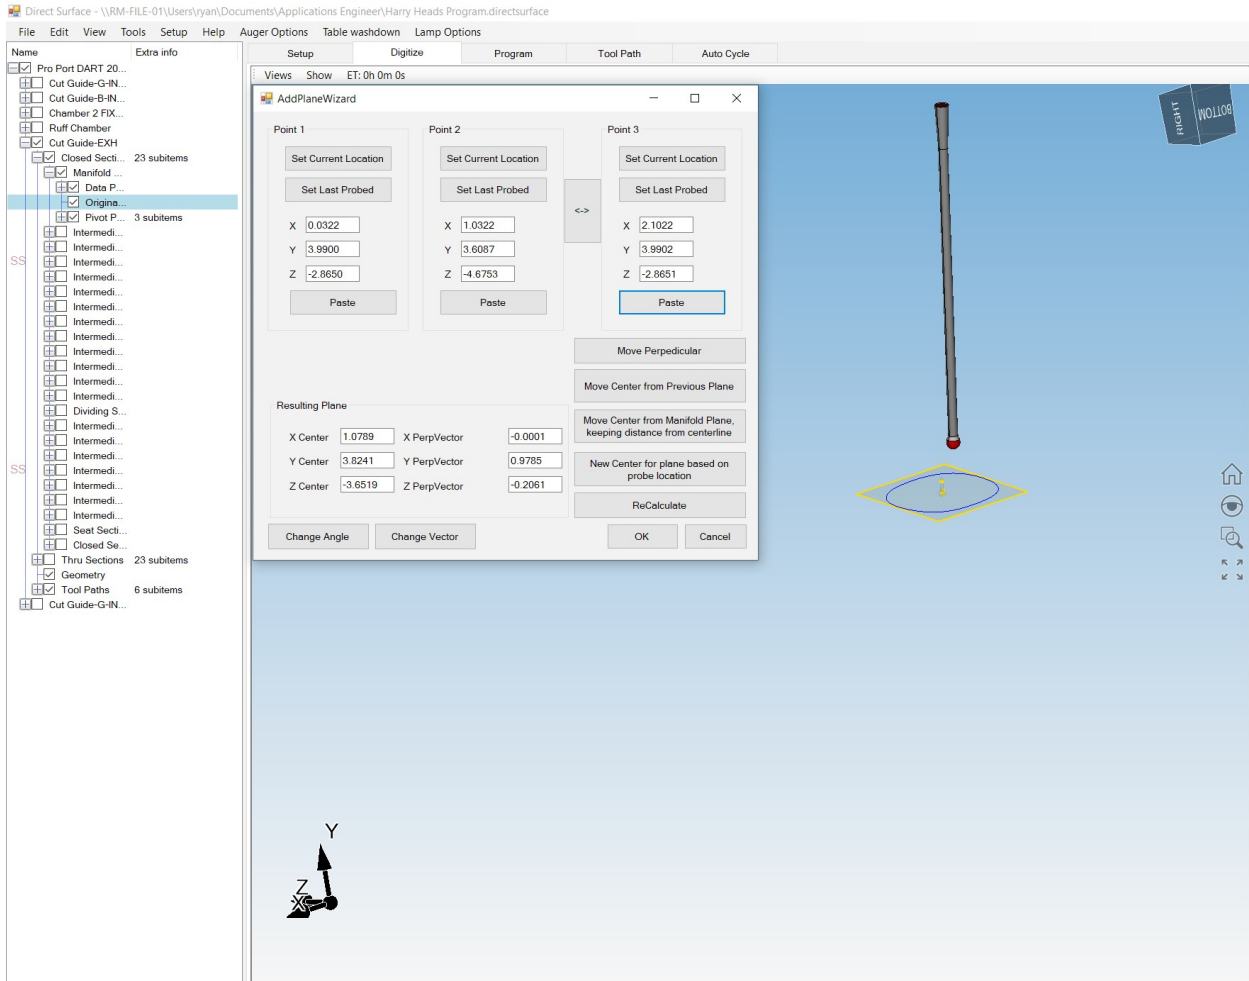 Direct Surface - \\RM-FILE-01\Users\ryan\Documents\Applications Engineer\Harry Heads Program.directsurface
File Edit View Tools Setup Help Auger Options Table washdown Lamp Options
Name Extra info
Pro Port DART 20...
Cut Guide-G-IN...
Cut Guide-B-IN...
Chamber 2 FIX...
Ruff Chamber
Cut Guide-EXH
Closed Secti... 23 subitems
Manifold ...
Data P...
Origina...
Pivot P... 3 subitems
Intermedi...
Intermedi...
SS
Intermedi...
Intermedi...
Intermedi...
Intermedi...
Intermedi...
Intermedi...
Intermedi...
Intermedi...
Intermedi...
Intermedi...
Dividing S...
Intermedi...
Intermedi...
Intermedi...
SS
Intermedi...
Intermedi...
Intermedi...
Intermedi...
Seat Secti...
Closed Se...
Thru Sections 23 subitems
Geometry
Tool Paths 6 subitems
Cut Guide-G-IN...
Setup Digitize Program Tool Path Auto Cycle
Views Show ET: 0h 0m 0s
AddPlaneWizard
Point 1
Set Current Location
Set Last Probed
X 0.0322
Y 3.9900
Z -2.8650
Paste
Point 2
Set Current Location
Set Last Probed
X 1.0322
Y 3.6087
Z -4.6753
Paste
<->
Point 3
Set Current Location
Set Last Probed
X 2.1022
Y 3.9902
Z -2.8651
Paste
Move Perpedicular
Move Center from Previous Plane
Move Center from Manifold Plane,
keeping distance from centerline
New Center for plane based on
probe location
ReCalculate
Resulting Plane
X Center 1.0789 X PerpVector -0.0001
Y Center 3.8241 Y PerpVector 0.9785
Z Center -3.6519 Z PerpVector -0.2061
Change Angle Change Vector OK Cancel
RIGHT
BOTTOM
Y
Z
X